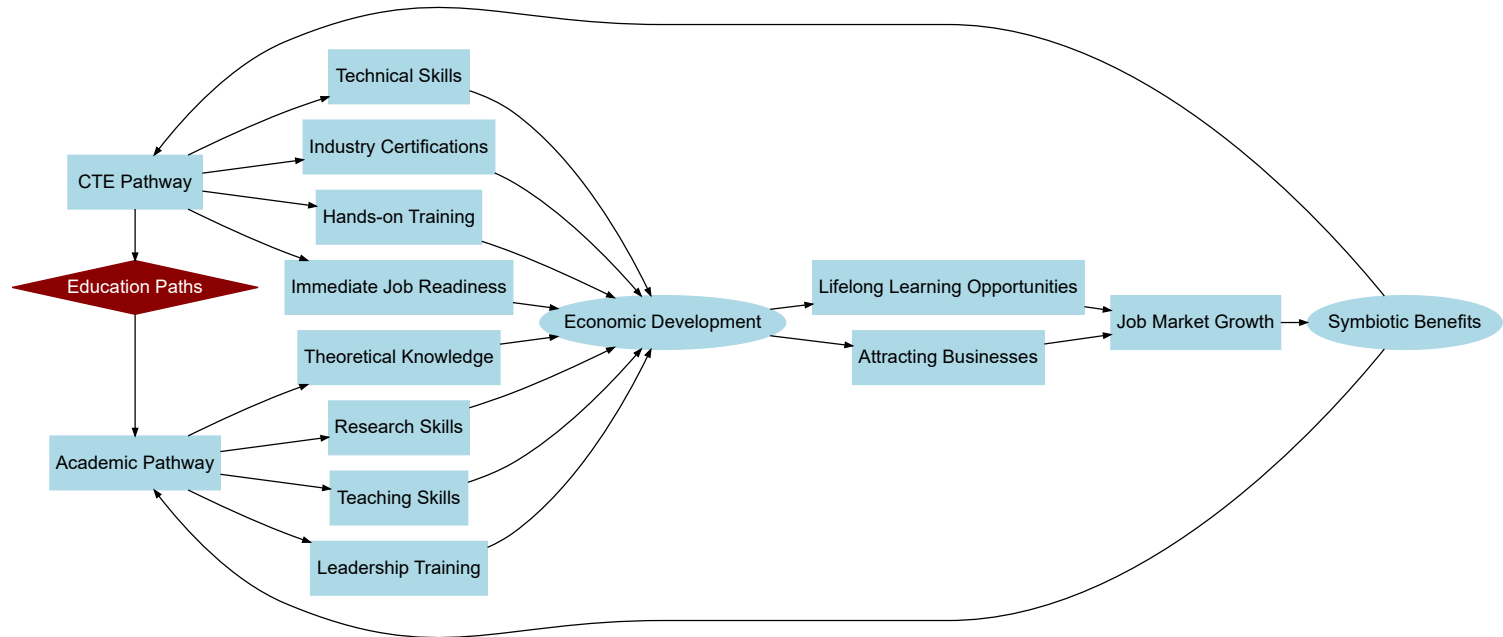 Technical Skills
Industry Certifications
CTE Pathway
Hands-on Training
Education Paths
Immediate Job Readiness
Economic Development
Lifelong Learning Opportunities
Job Market Growth
Symbiotic Benefits
Theoretical Knowledge
Attracting Businesses
Research Skills
Academic Pathway
Teaching Skills
Leadership Training